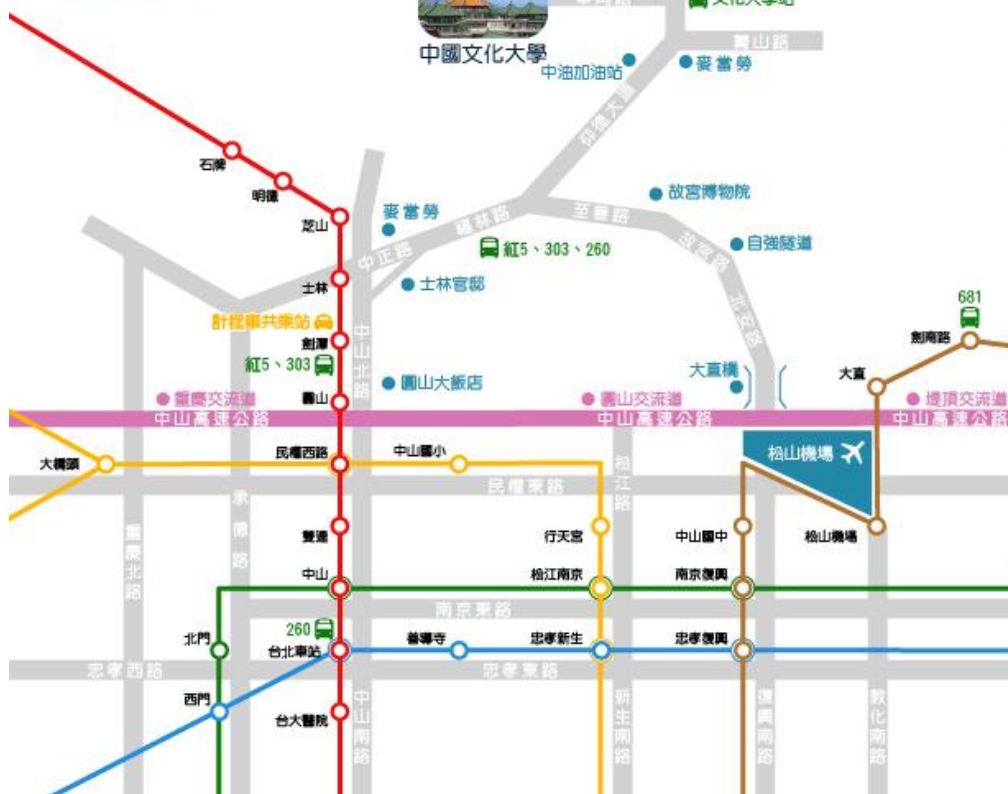 文化大學站
中國文化大學
菁山路
中油加油站
麥當勞
仰德大道
石牌
明德
故宮博物院
芝山
麥當勞
福林路
至善路
中正路
紅5、303、260
故宮路
自強隧道
士林
士林官邸
北安路
681
計程車共乘站
劍潭
中山北路
劍南路
紅5、303
大直橋
大直
圓山大飯店
圓山
重慶交流道
圓山交流道
堤頂交流道
中山高速公路
中山高速公路
中山高速公路
大橋頭
民權西路
中山國小
松江路
松山機場
民權東路
承德路
重慶北路
雙連
行天宮
中山國中
松山機場
中山
松江南京
南京復興
南京東路
260
北門
台北車站
善導寺
忠孝新生
忠孝復興
忠孝西路
忠孝東路
西門
台大醫院
中山南路
新生南路
復興南路
敦化南路